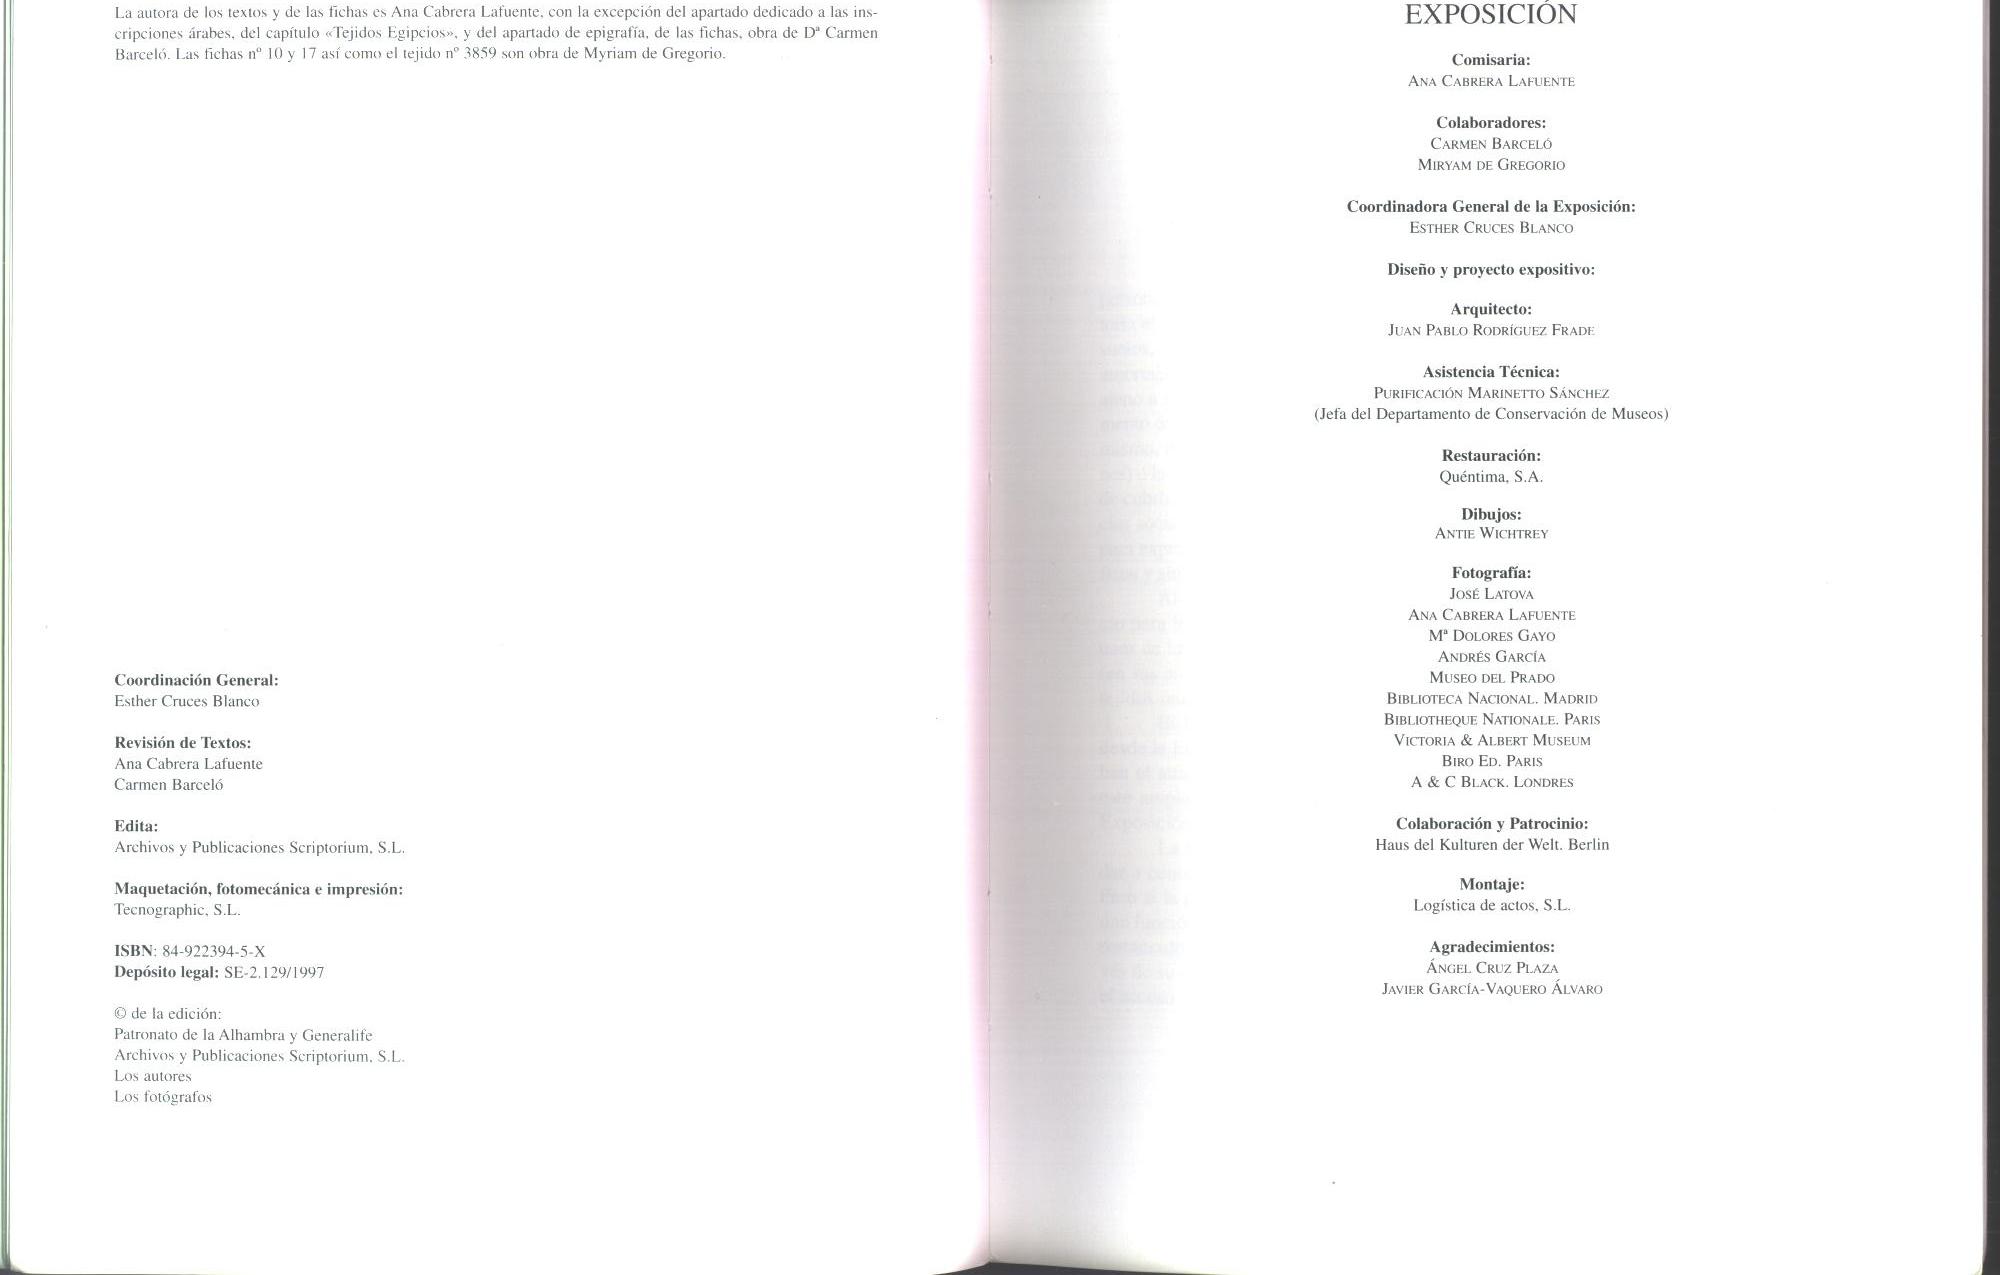 La autora de los textos y de las fichas es Ana Cabrera Lafuente, con la excepción del apartado dedicado a las ins-
cripciones árabes, del capítulo «Tejidos Egipcios», y del apartado de epigrafía, de las fichas, obra de Dª Carmen
Barceló. Las fichas nº 10 y 17 así como el tejido nº 3859 son obra de Myriam de Gregorio.
Coordinación General:
Esther Cruces Blanco
Revisión de Textos:
Ana Cabrera Lafuente
Carmen Barceló
Edita:
Archivos y Publicaciones Scriptorium, S.L.
Maquetación, fotomecánica e impresión:
Tecnographic, S.L.
ISBN: 84-922394-5-X
Depósito legal: SE-2.129/1997
© de la edición:
Patronato de la Alhambra y Generalife
Archivos y Publicaciones Scriptorium, S.L.
Los autores
Los fotógrafos
EXPOSICIÓN
Comisaria:
ANA CABRERA LAFUENTE
Colaboradores:
CARMEN BARCELÓ
MIRYAM DE GREGORIO
Coordinadora General de la Exposición:
ESTHER CRUCES BLANCO
Diseño y proyecto expositivo:
Arquitecto:
JUAN PABLO RODRÍGUEZ FRADE
Asistencia Técnica:
PURIFICACIÓN MARINETTO SÁNCHEZ
(Jefa del Departamento de Conservación de Museos)
Restauración:
Quéntima, S.A.
Dibujos:
ANTIE WICHTREY
Fotografía:
JOSÉ LATOVA
ANA CABRERA LAFUENTE
Mª DOLORES GAYO
ANDRÉS GARCÍA
MUSEO DEL PRADO
BIBLIOTECA NACIONAL. MADRID
BIBLIOTHEQUE NATIONALE. PARIS
VICTORIA & ALBERT MUSEUM
BIRO ED. PARIS
A & C BLACK. LONDRES
Colaboración y Patrocinio:
Haus del Kulturen der Welt. Berlin
Montaje:
Logística de actos, S.L.
Agradecimientos:
ÁNGEL CRUZ PLAZA
JAVIER GARCÍA-VAQUERO ÁLVARO